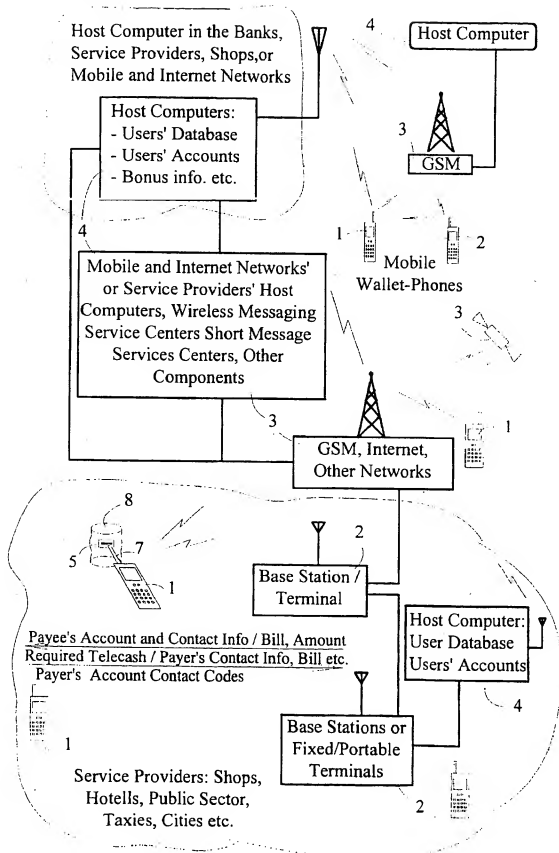 Host Computer in the Banks,
Service Providers, Shops,or
Mobile and Internet Networks
4
Host Computer
Host Computers:
- Users' Database
- Users' Accounts
- Bonus info. etc.
3
GSM
4
1
2
Mobile
Wallet-Phones
Mobile and Internet Networks'
or Service Providers' Host
Computers, Wireless Messaging
Service Centers Short Message
Services Centers, Other
Components
3
3
1
GSM, Internet,
Other Networks
8
5
7
1
2
Base Station /
Terminal
Host Computer:
User Database
Users' Accounts
4
Payee's Account and Contact Info / Bill, Amount
Required Telecash / Payer's Contact Info, Bill etc.
Payer's Account Contact Codes
1
Base Stations or
Fixed/Portable
Terminals
2
Service Providers: Shops,
Hotells, Public Sector,
Taxies, Cities etc.